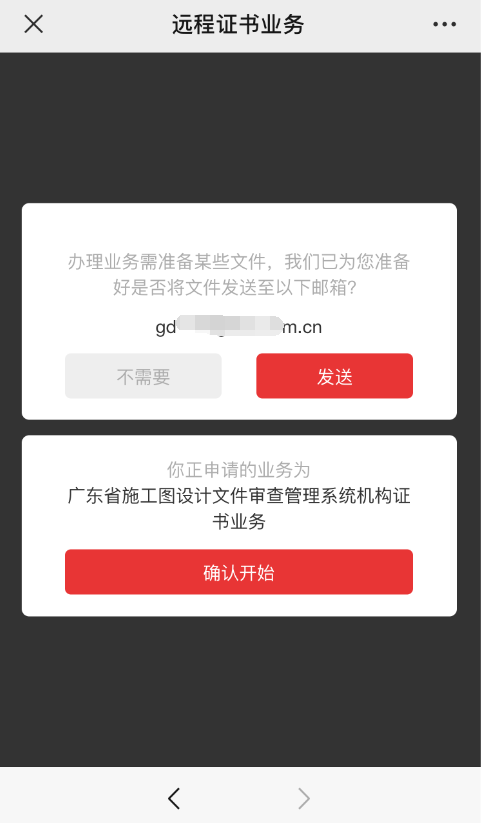 远程证书业务
办理业务需准备某些文件，我们已为您准备
好是否将文件发送至以下邮箱?
gd m.cn
不需要
发送
你正申请的业务为
广东省施工图设计文件审查管理系统机构证
书业务
确认开始